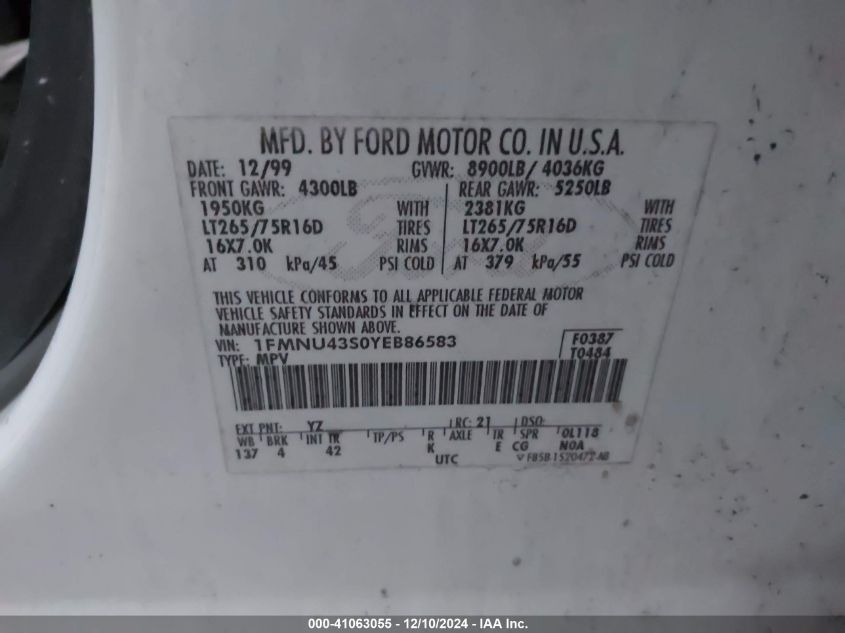 MFD. BY FORD MOTOR CO. IN U.S.A.
DATE: 12/99 GVWR: 8900LB/ 4036KG
FRONT GAWR: 4300LB REAR GAWR: 5250LB
1950KG WITH 2381KG WITH
LT265/75R16D TIRES LT265/75R16D TIRES
16X7.0K RIMS 16X7.0K RIMS
AT 310 kPa/45 PSI COLD AT 379 kPa/55 PSI COLD
THIS VEHICLE CONFORMS TO ALL APPLICABLE FEDERAL MOTOR
VEHICLE SAFETY STANDARDS IN EFFECT ON THE DATE OF
MANUFACTURE SHOWN ABOVE.
VIN: 1FMNU43S0YEB86583 F0387
TYPE: MPV T0484
EXT PNT: YZ RC: 21 DSO:
WB BRK INT TR TP/PS R AXLE TR SPR OL118
137 4 42 K E CG NOA
UTC F85B-1520472-AB
000-41063055 - 12/10/2024 - IAA Inc.